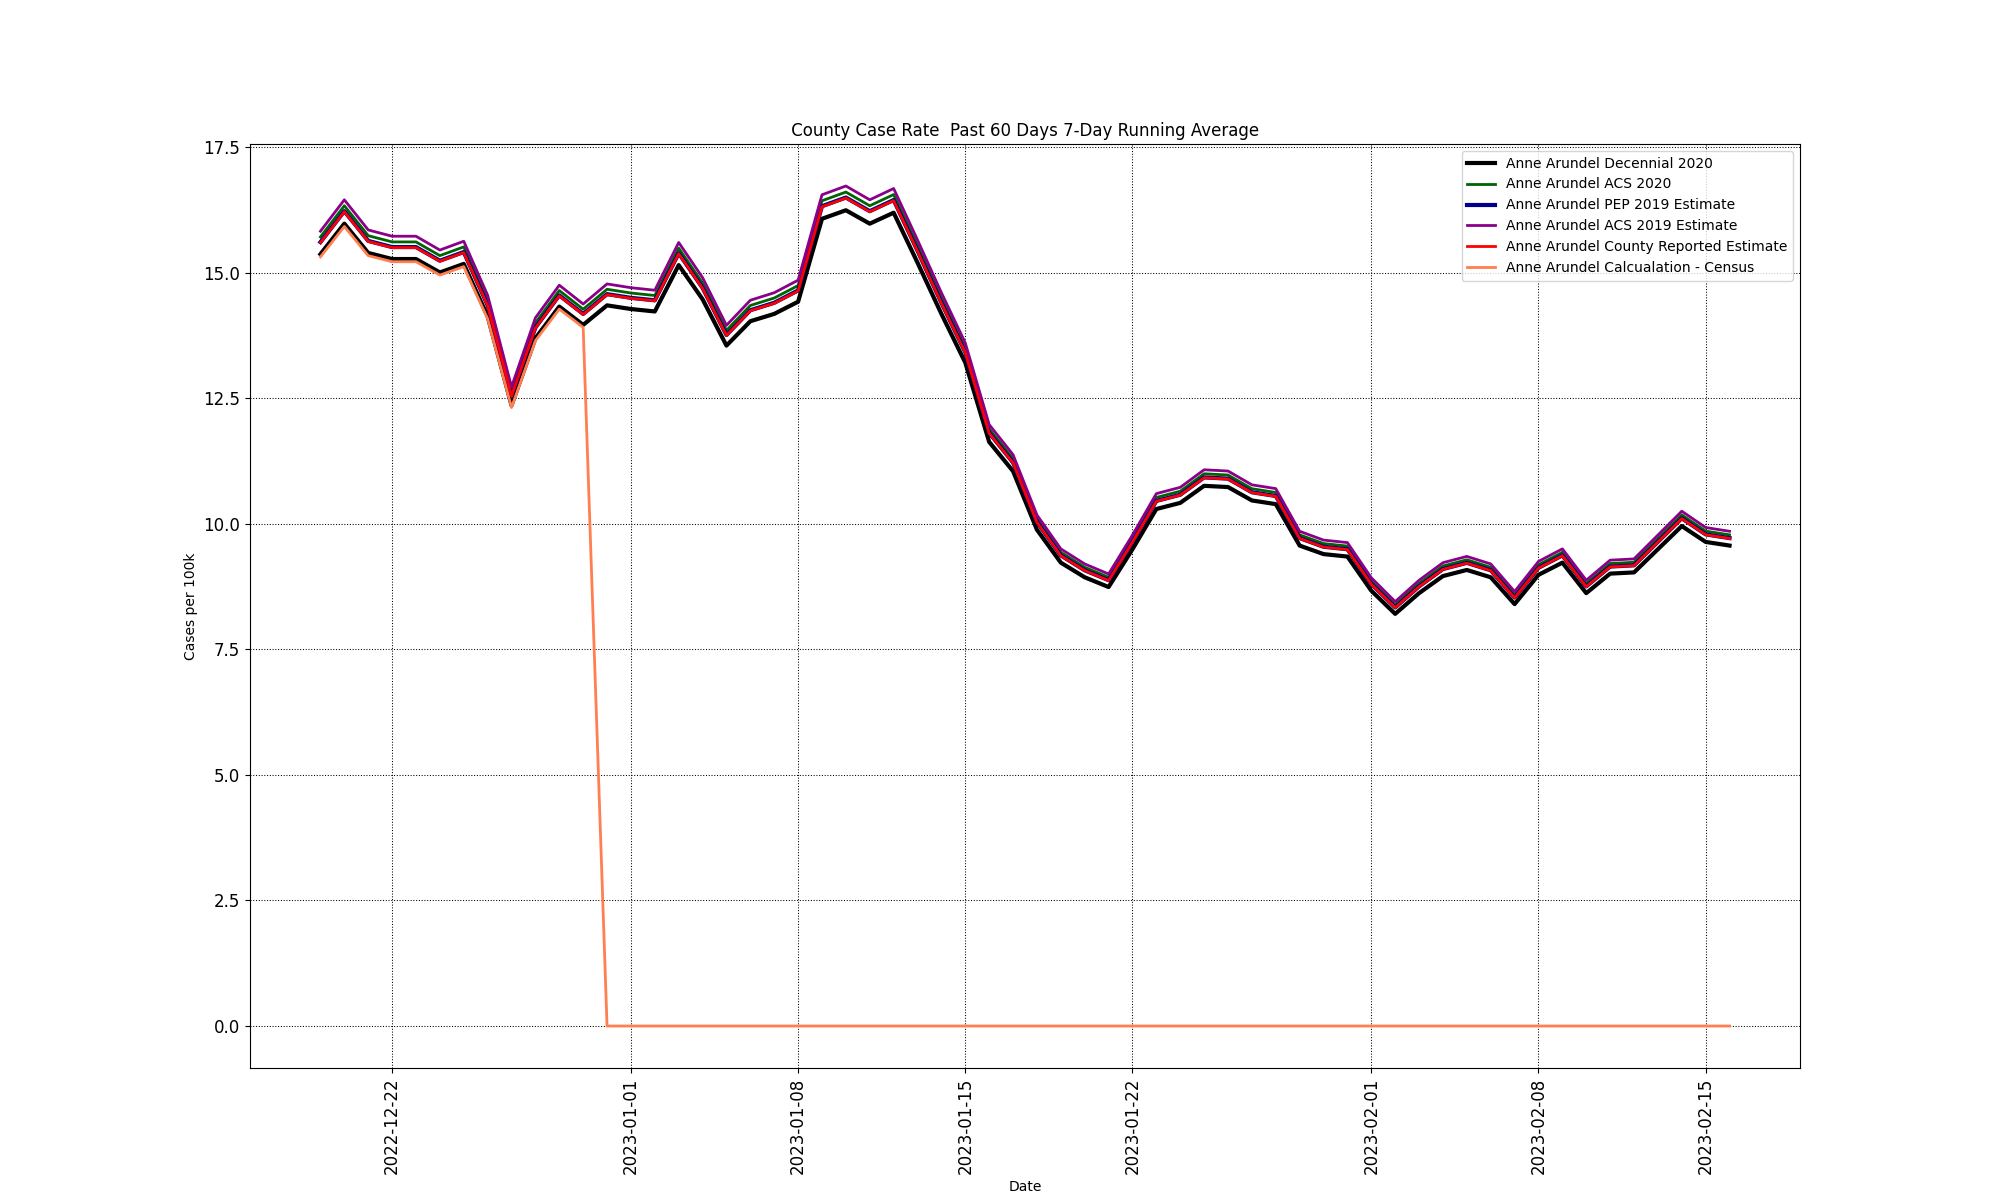 County Case Rate  Past 60 Days 7-Day Running Average
17.5
15.0
12.5
10.0
7.5
5.0
2.5
0.0
Cases per 100k
Anne Arundel Decennial 2020
Anne Arundel ACS 2020
Anne Arundel PEP 2019 Estimate
Anne Arundel ACS 2019 Estimate
Anne Arundel County Reported Estimate
Anne Arundel Calcualation - Census
2022-12-22
2023-01-01
2023-01-08
2023-01-15
2023-01-22
2023-02-01
2023-02-08
2023-02-15
Date